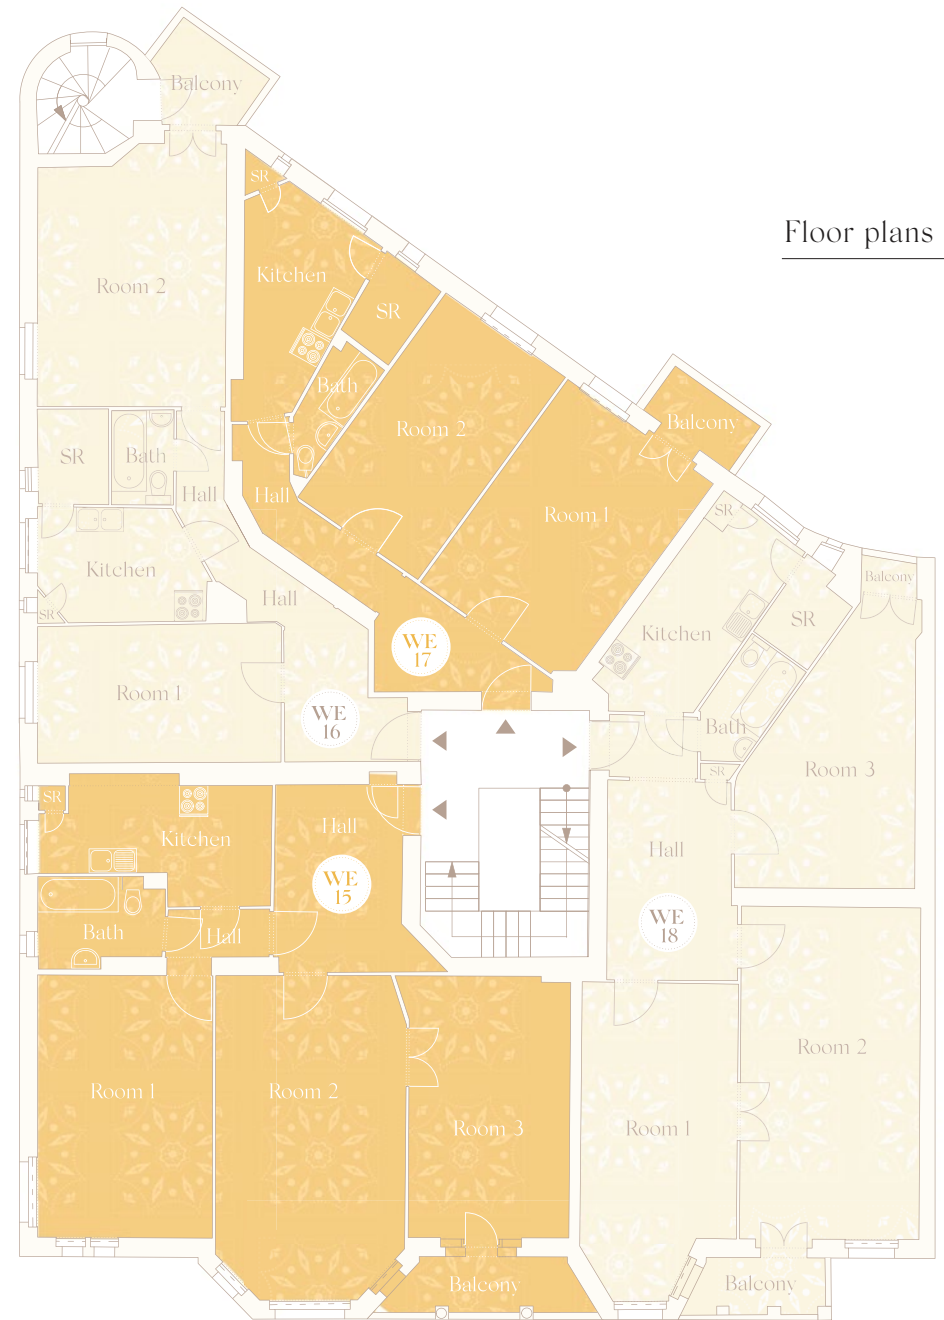 Balcony
SR
Floor plans
Kitchen
Room 2
SR
Bath
Balcony
Room 2
SR
Bath
Hall
Hall
Room 1
SR
Kitchen
Balcony
Hall
SR
SR
Kitchen
WE
17
Room 1
WE
16
Bath
Room 3
SR
SR
Hall
Kitchen
Hall
WE
15
WE
18
Bath
Hall
Room 2
Room 1
Room 2
Room 3
Room 1
Balcony
Balcony